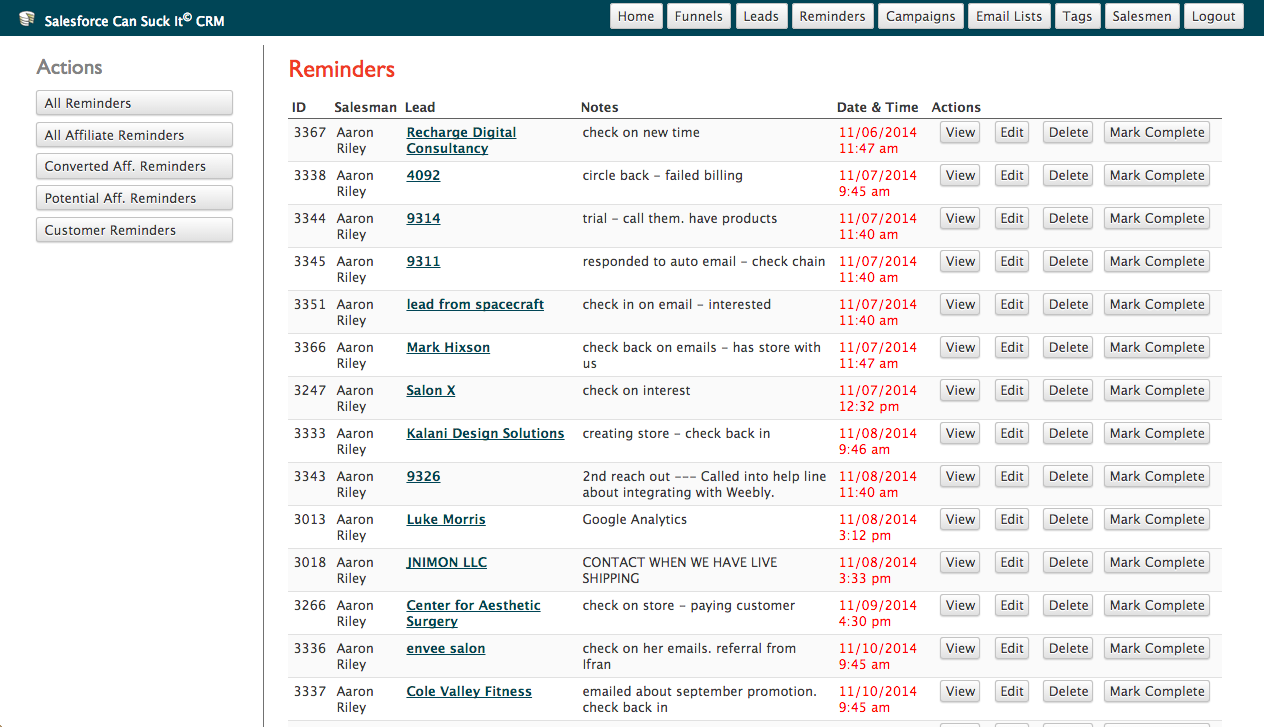 Salesforce Can Suck It© CRM
Home Funnels Leads Reminders Campaigns Email Lists Tags Salesmen Logout
Actions
All Reminders
All Affiliate Reminders
Converted Aff. Reminders
Potential Aff. Reminders
Customer Reminders
Reminders
ID Salesman Lead Notes Date & Time Actions
3367 Aaron Recharge Digital check on new time 11/06/2014 View Edit Delete Mark Complete
Riley Consultancy 11:47 am
3338 Aaron 4092 circle back – failed billing 11/07/2014 View Edit Delete Mark Complete
Riley 9:45 am
3344 Aaron 9314 trial – call them. have products 11/07/2014 View Edit Delete Mark Complete
Riley 11:40 am
3345 Aaron 9311 responded to auto email – check chain 11/07/2014 View Edit Delete Mark Complete
Riley 11:40 am
3351 Aaron lead from spacecraft check in on email – interested 11/07/2014 View Edit Delete Mark Complete
Riley 11:40 am
3366 Aaron Mark Hixson check back on emails – has store with 11/07/2014 View Edit Delete Mark Complete
Riley us 11:47 am
3247 Aaron Salon X check on interest 11/07/2014 View Edit Delete Mark Complete
Riley 12:32 pm
3333 Aaron Kalani Design Solutions creating store – check back in 11/08/2014 View Edit Delete Mark Complete
Riley 9:46 am
3343 Aaron 9326 2nd reach out --- Called into help line 11/08/2014 View Edit Delete Mark Complete
Riley about integrating with Weebly. 11:40 am
3013 Aaron Luke Morris Google Analytics 11/08/2014 View Edit Delete Mark Complete
Riley 3:12 pm
3018 Aaron JNIMON LLC CONTACT WHEN WE HAVE LIVE 11/08/2014 View Edit Delete Mark Complete
Riley SHIPPING 3:33 pm
3266 Aaron Center for Aesthetic check on store – paying customer 11/09/2014 View Edit Delete Mark Complete
Riley Surgery 4:30 pm
3336 Aaron envee salon check on her emails. referral from 11/10/2014 View Edit Delete Mark Complete
Riley Ifran 9:45 am
3337 Aaron Cole Valley Fitness emailed about september promotion. 11/10/2014 View Edit Delete Mark Complete
Riley check back in 9:45 am